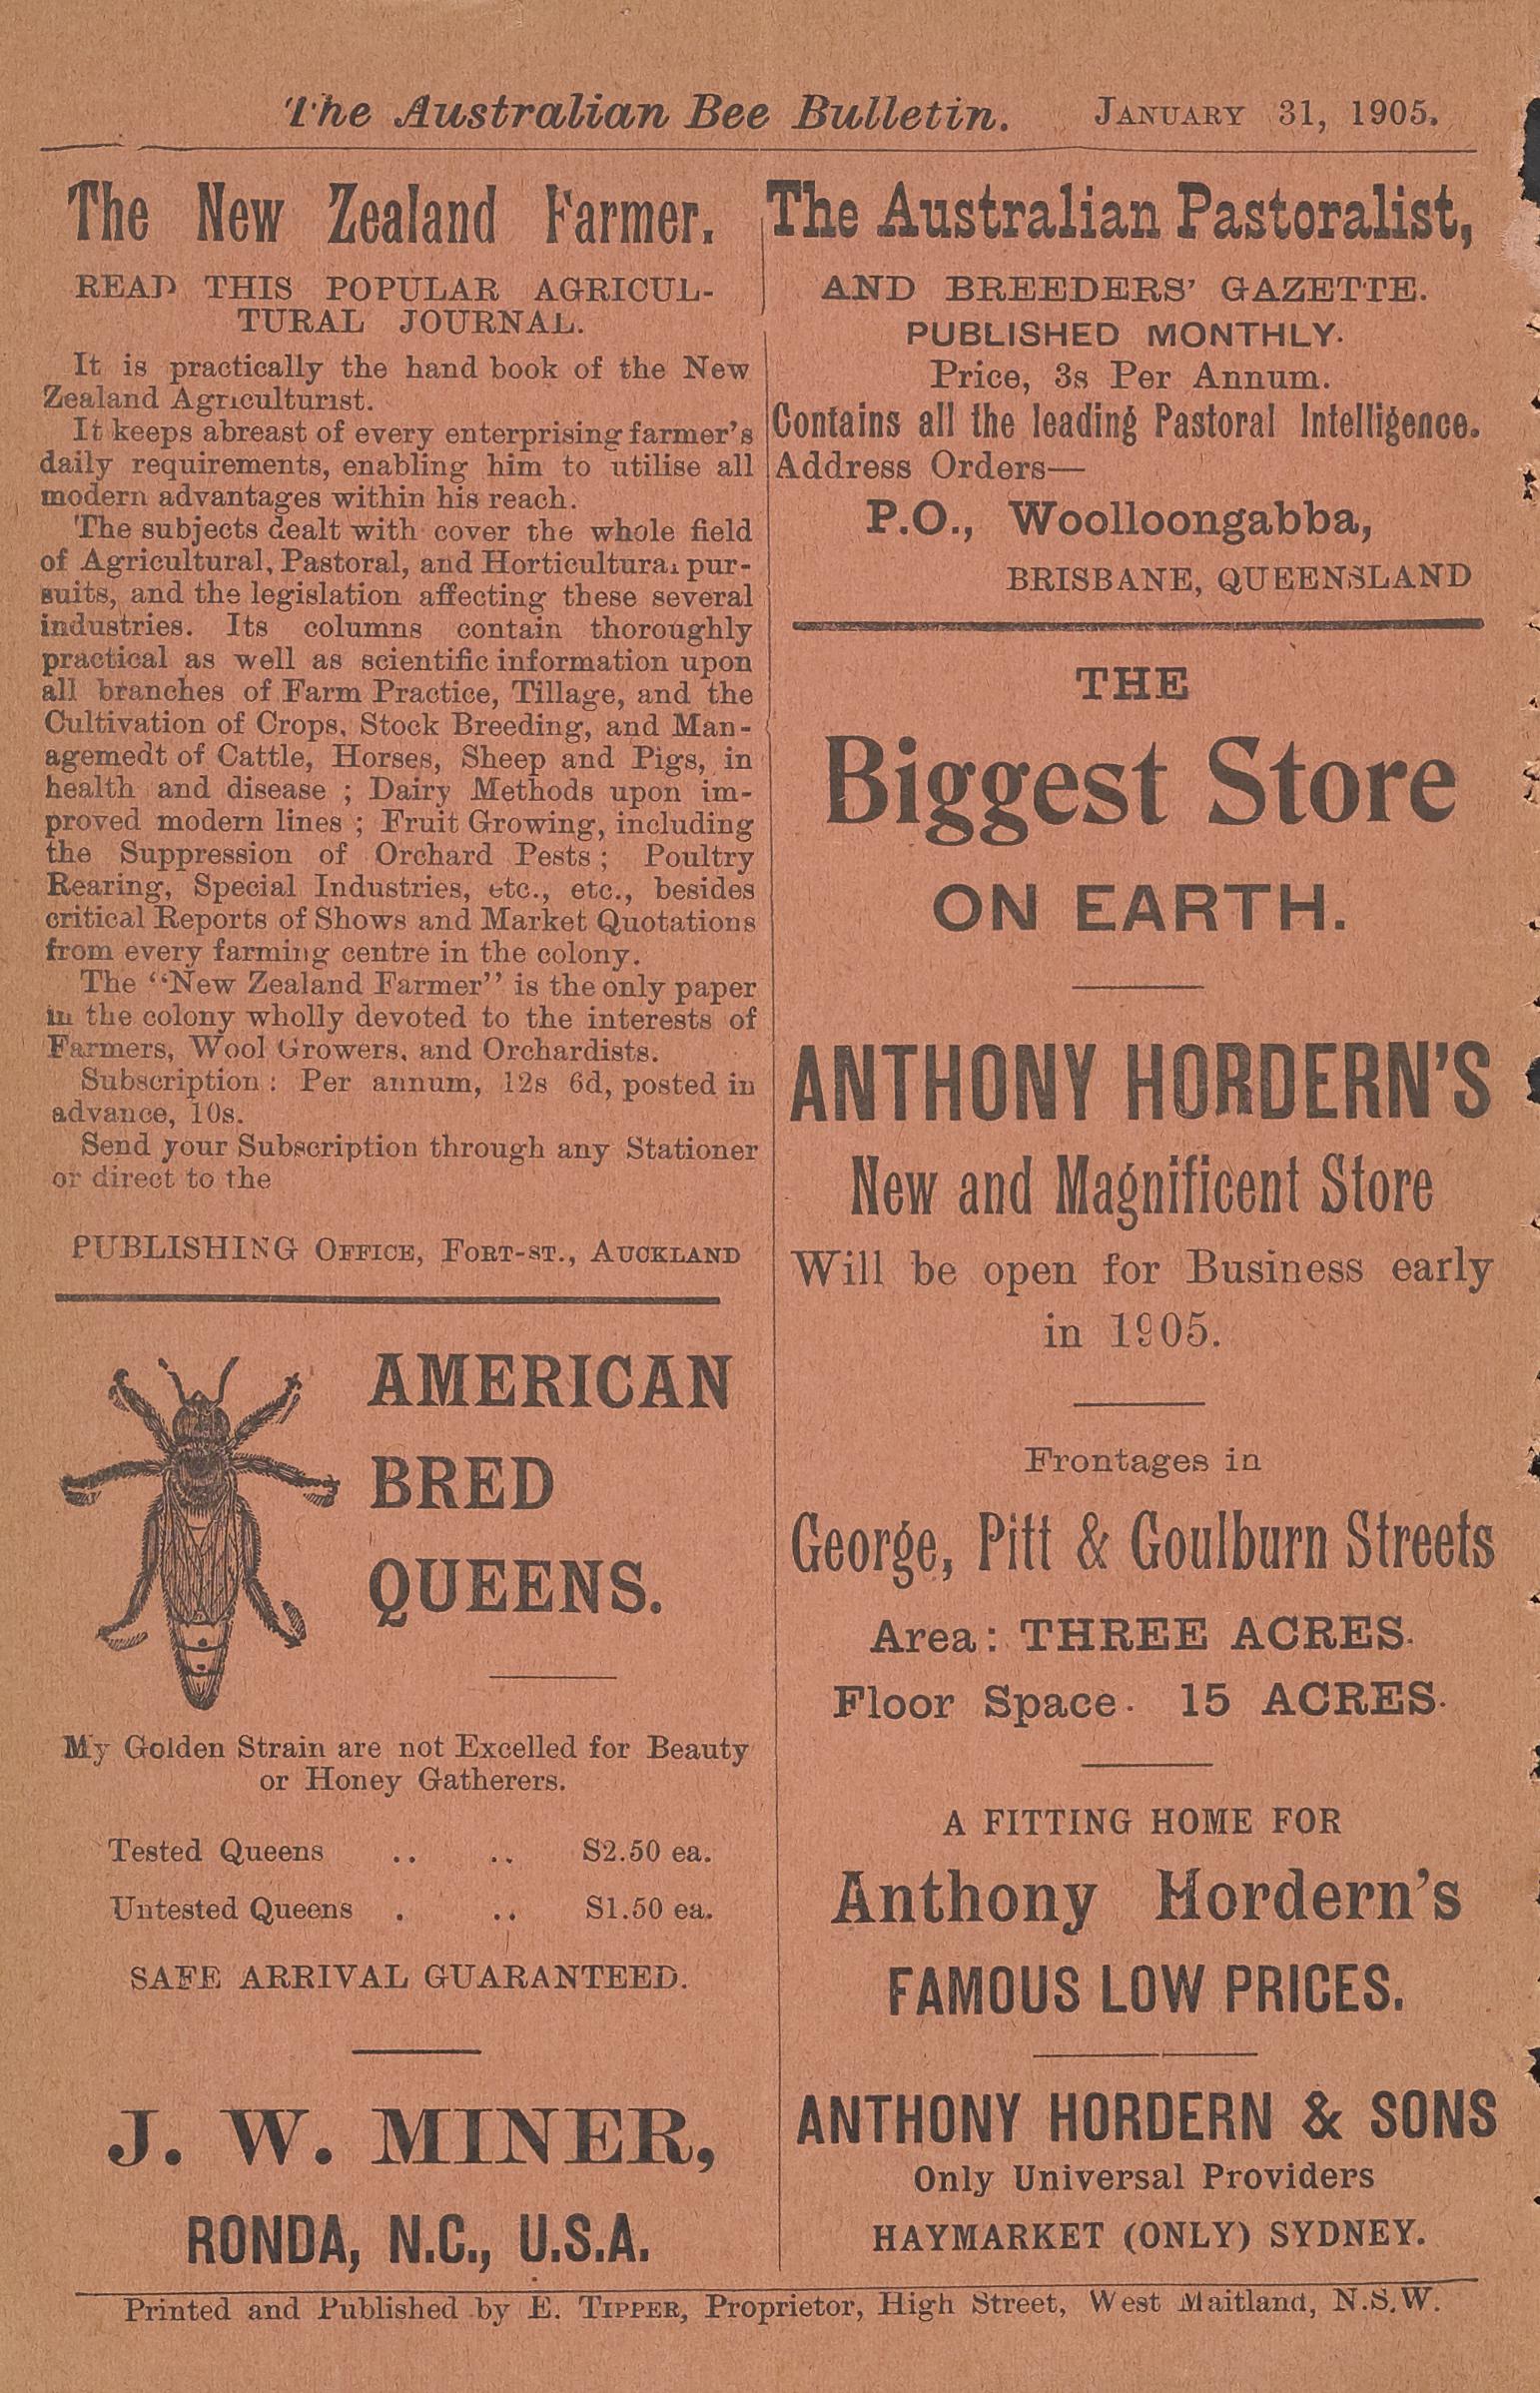 The Australian Bee Bulletin. JANUARY 31, 1905.
The New Zealand Farmer.
READ THIS POPULAR AGRICUL-
TURAL JOURNAL.
It is practically the hand book of the New
Zealand Agriculturist.
It keeps abreast of every enterprising farmer's
daily requirements, enabling him to utilise all
modern advantages within his reach.
The subjects dealt with cover the whole field
of Agricultural, Pastoral, and Horticultural pur-
suits, and the legislation affecting these several
industries. Its columns contain thoroughly
practical as well as scientific information upon
all branches of Farm Practice, Tillage, and the
Cultivation of Crops, Stock Breeding, and Man-
agemedt of Cattle, Horses, Sheep and Pigs, in
health and disease ; Dairy Methods upon im-
proved modern lines ; Fruit Growing, including
the Suppression of Orchard Pests ; Poultry
Rearing, Special Industries, etc., etc., besides
critical Reports of Shows and Market Quotations
from every farming centre in the colony.
The "New Zealand Farmer" is the only paper
in the colony wholly devoted to the interests of
Farmers, Wool Growers, and Orchardists.
Subscription : Per annum, 12s 6d, posted in
advance, 10s.
Send your Subscription through any Stationer
or direct to the
PUBLISHING OFFICE, FORT-ST., AUCKLAND
AMERICAN
BRED
QUEENS.
My Golden Strain are not Excelled for Beauty
or Honey Gatherers.
Tested Queens .. .. S2.50 ea.
Untested Queens . .. S1.50 ea.
SAFE ARRIVAL GUARANTEED.
J. W. MINER,
RONDA, N.C., U.S.A.
The Australian Pastoralist,
AND BREEDERS' GAZETTE.
PUBLISHED MONTHLY.
Price, 3s Per Annum.
Contains all the leading Pastoral Intelligence.
Address Orders—
P.O., Woolloongabba,
BRISBANE, QUEENSLAND
THE
Biggest Store
ON EARTH.
ANTHONY HORDERN'S
New and Magnificent Store
Will be open for Business early
in 1905.
Frontages in
George, Pitt & Goulburn Streets
Area : THREE ACRES.
Floor Space. 15 ACRES.
A FITTING HOME FOR
Anthony Hordern's
FAMOUS LOW PRICES.
ANTHONY HORDERN & SONS
Only Universal Providers
HAYMARKET (ONLY) SYDNEY.
Printed and Published by E. TIPPER, Proprietor, High Street, West Maitland, N.S.W.